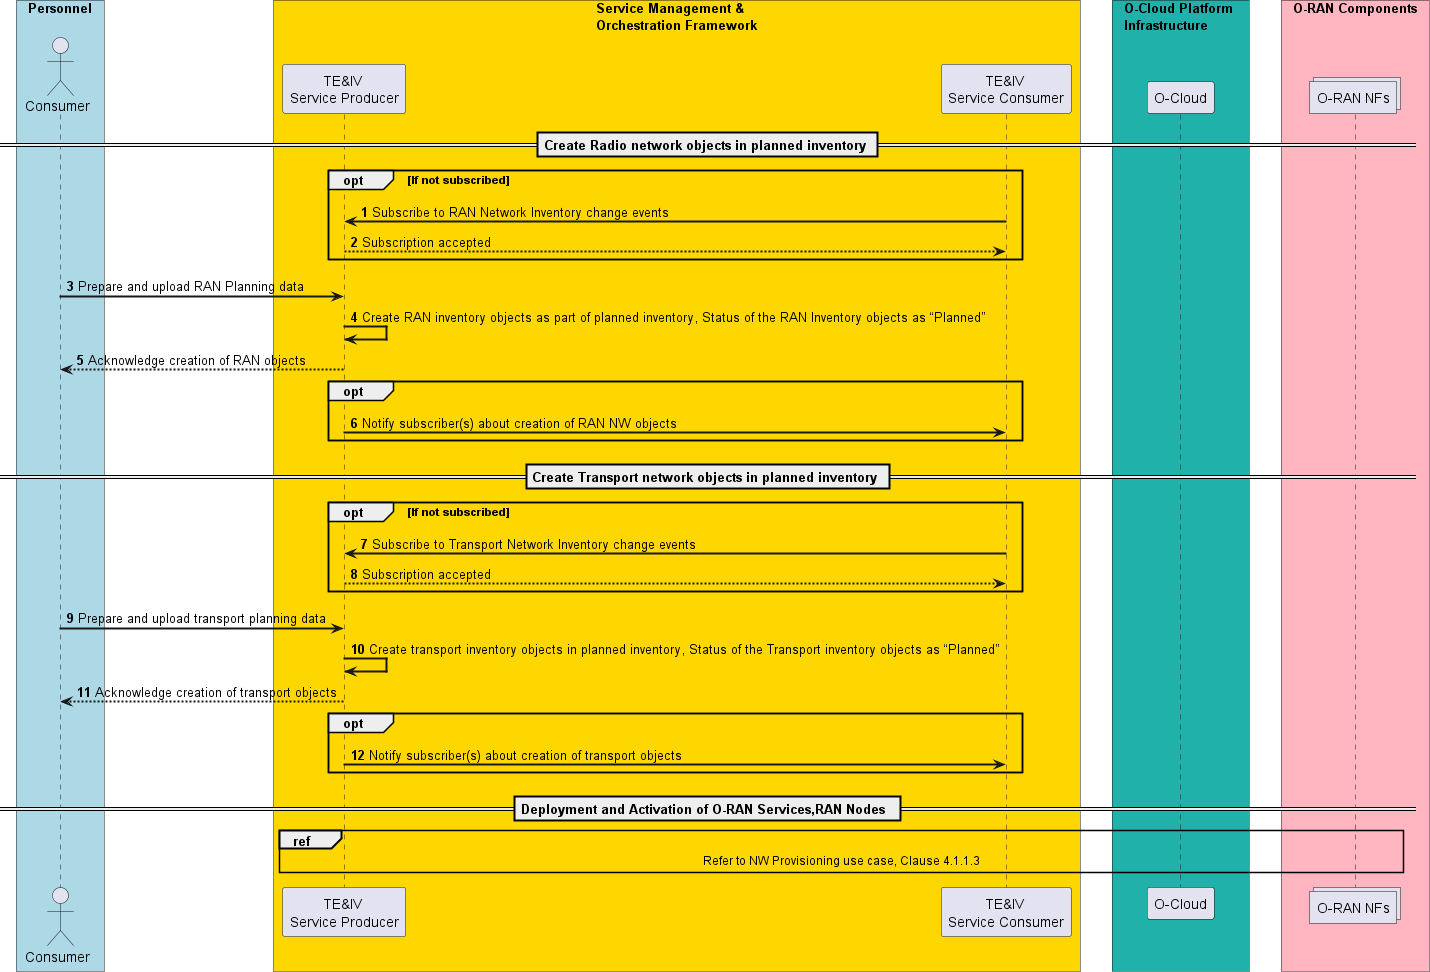 Personnel
Service Management &
Orchestration Framework
O-Cloud Platform
Infrastructure
O-RAN Components
Consumer
TE&IV
Service Producer
TE&IV
Service Consumer
O-Cloud
O-RAN NFs
Create Radio network objects in planned inventory
opt [If not subscribed]
1 Subscribe to RAN Network Inventory change events
2 Subscription accepted
3 Prepare and upload RAN Planning data
4 Create RAN inventory objects as part of planned inventory, Status of the RAN Inventory objects as “Planned”
5 Acknowledge creation of RAN objects
opt
6 Notify subscriber(s) about creation of RAN NW objects
Create Transport network objects in planned inventory
opt [If not subscribed]
7 Subscribe to Transport Network Inventory change events
8 Subscription accepted
9 Prepare and upload transport planning data
10 Create transport inventory objects in planned inventory, Status of the Transport inventory objects as “Planned”
11 Acknowledge creation of transport objects
opt
12 Notify subscriber(s) about creation of transport objects
Deployment and Activation of O-RAN Services,RAN Nodes
ref
Refer to NW Provisioning use case, Clause 4.1.1.3
Consumer
TE&IV
Service Producer
TE&IV
Service Consumer
O-Cloud
O-RAN NFs